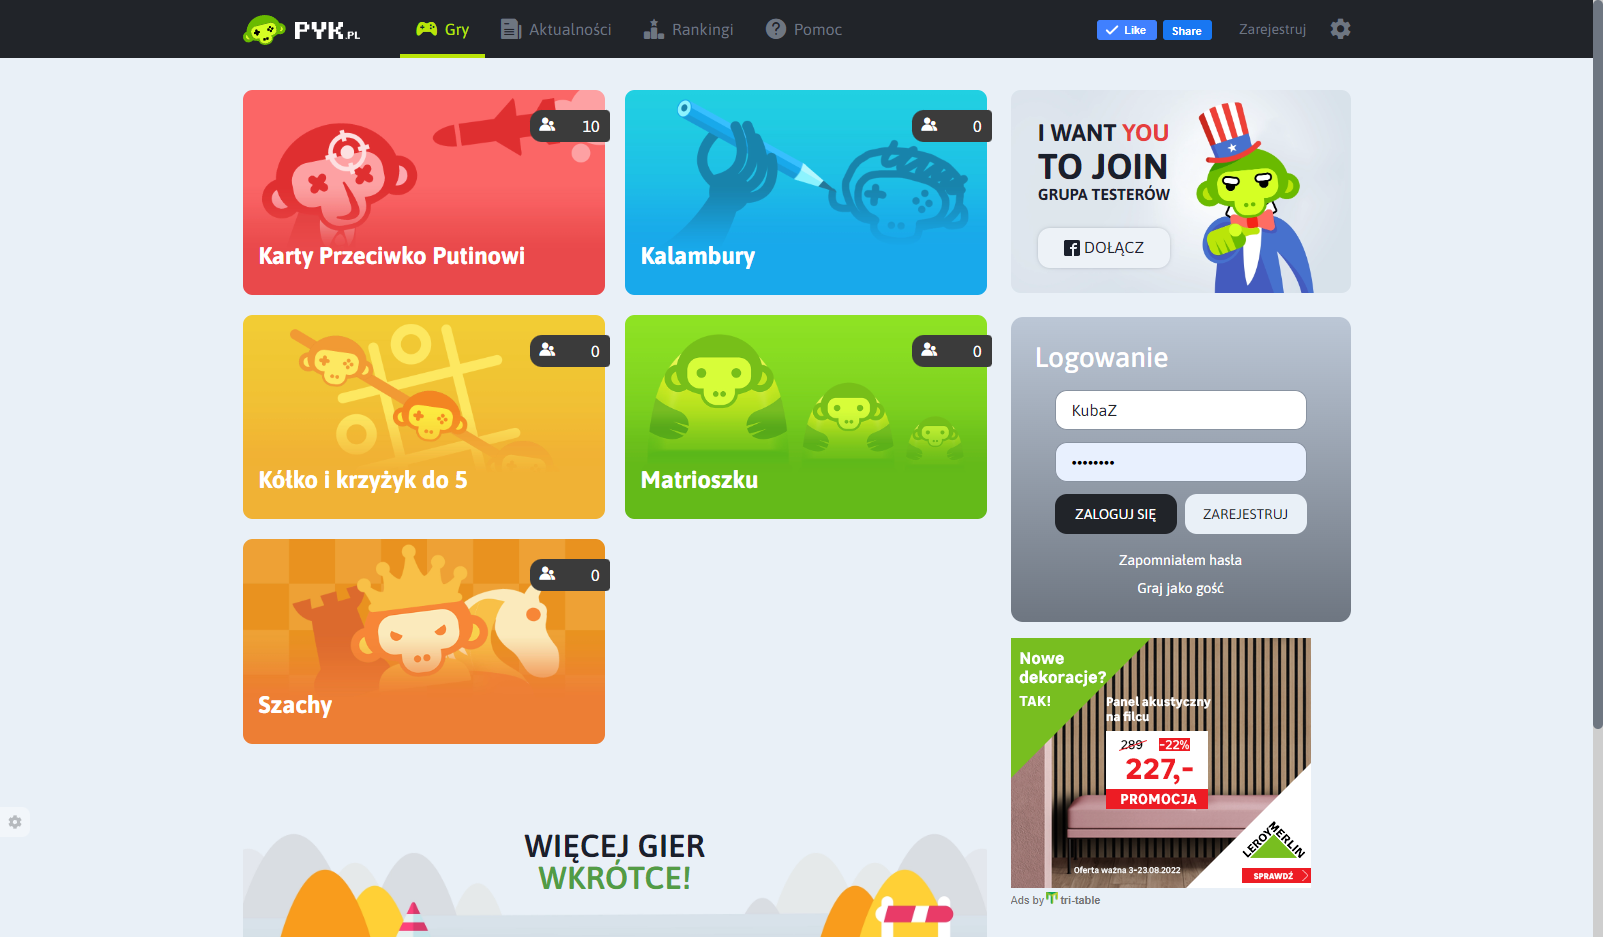 PYK.PL
Gry
Aktualności
Rankingi
Pomoc
Like
Share
Zarejestruj
10
Karty Przeciwko Putinowi
0
Kalambury
I WANT YOU
TO JOIN
GRUPA TESTERÓW
DOŁĄCZ
0
Kółko i krzyżyk do 5
0
Matrioszku
Logowanie
KubaZ
••••••••
ZALOGUJ SIĘ
ZAREJESTRUJ
Zapomniałem hasła
Graj jako gość
0
Szachy
Nowe
dekoracje?
TAK!
Panel akustyczny
na filcu
289 -22%
227,-
PROMOCJA
LEROY MERLIN
Oferta ważna 3-23.08.2022
SPRAWDŹ
Ads by tri-table
WIĘCEJ GIER
WKRÓTCE!